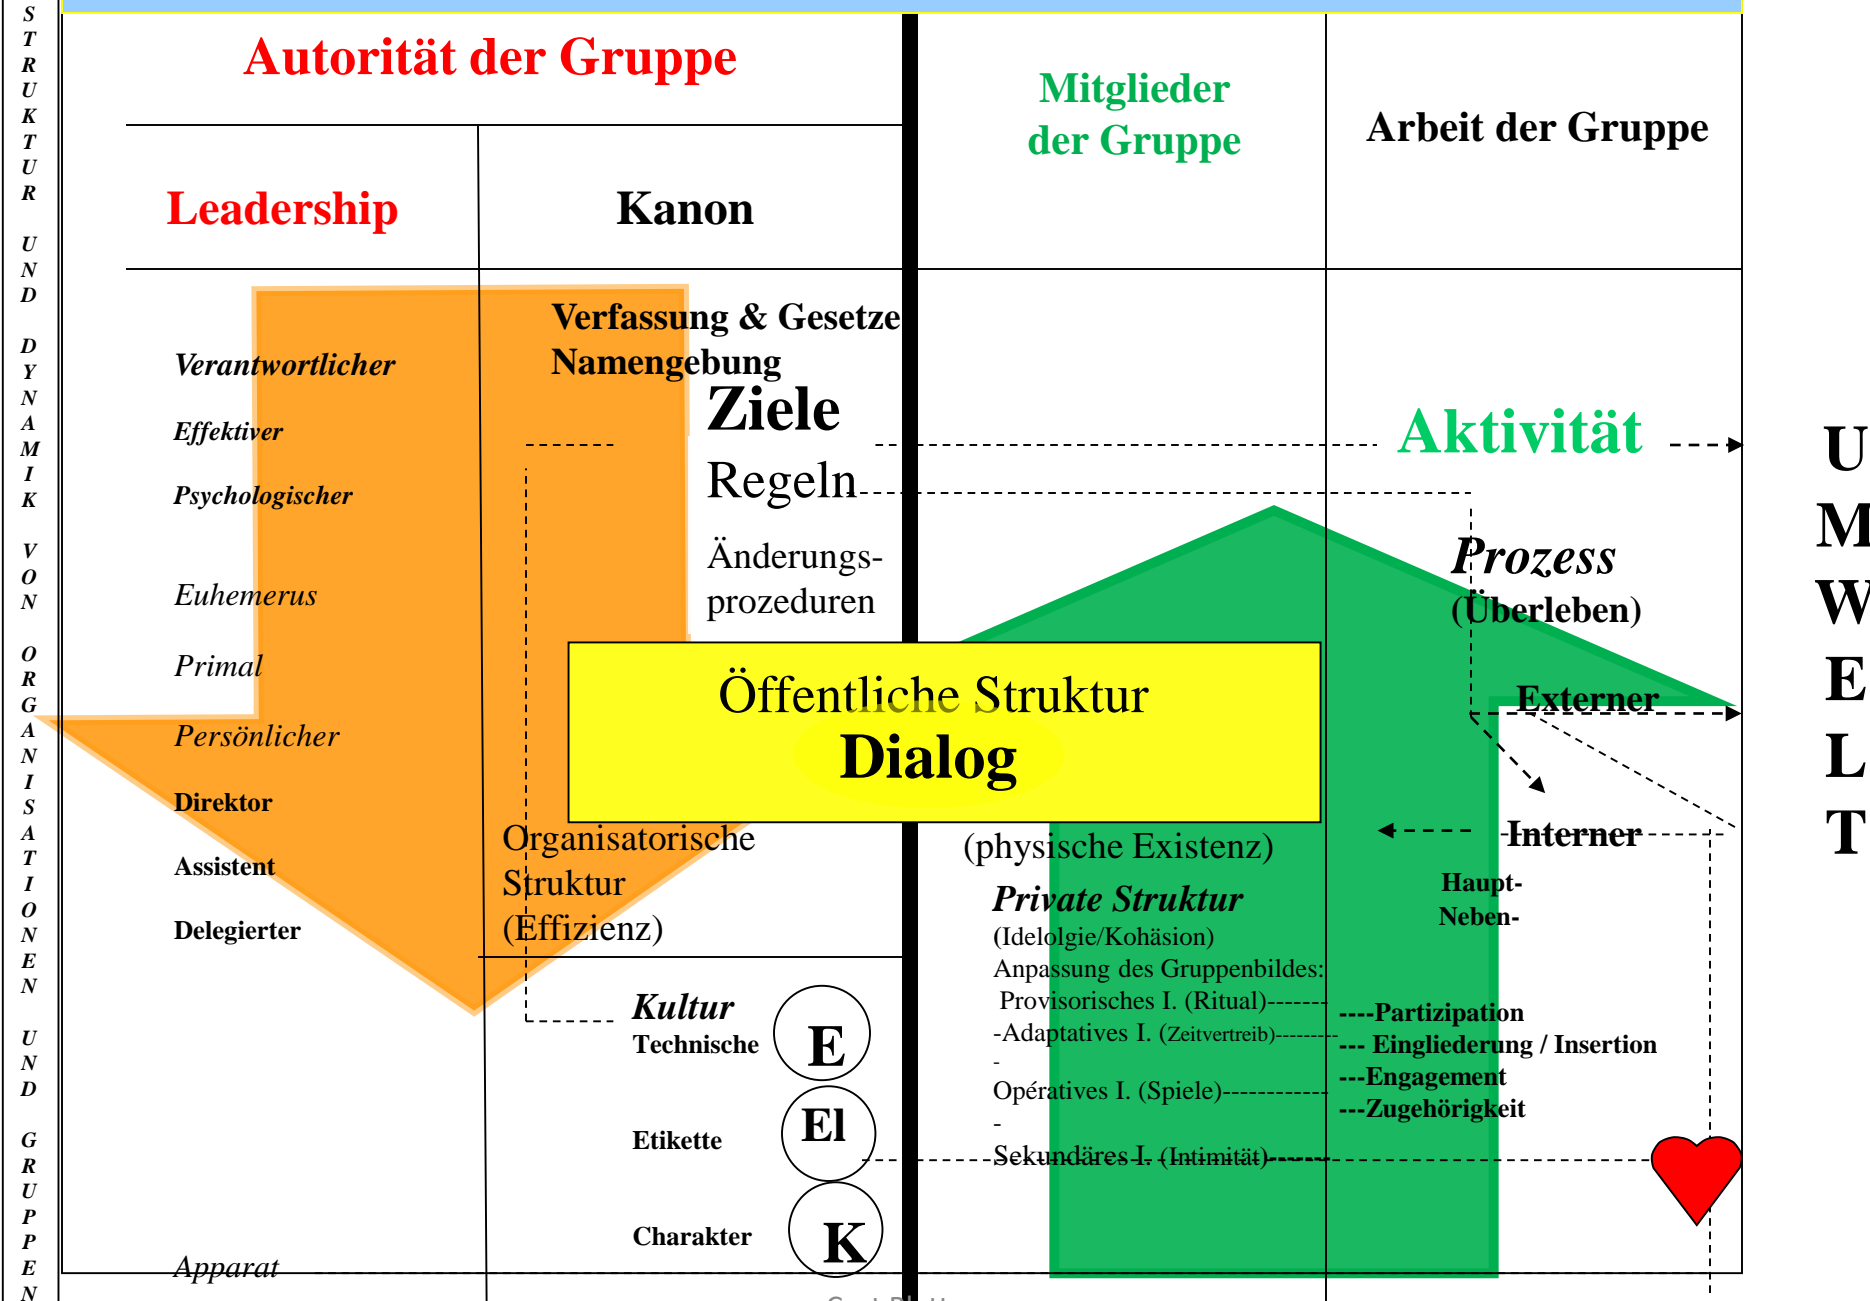 STRUKTUR UND DYNAMIK VON ORGANISATIONEN UND GRUPPEN
Autorität der Gruppe
Mitglieder
der Gruppe
Arbeit der Gruppe
Leadership
Kanon
Verantwortlicher
Effektiver
Psychologischer
Euhemerus
Primal
Persönlicher
Direktor
Assistent
Delegierter
Apparat
Verfassung & Gesetze
Namengebung
Ziele
Regeln
Änderungs-
prozeduren
Öffentliche Struktur
Dialog
Organisatorische
Struktur
(Effizienz)
Kultur
Technische
E
Etikette
El
Charakter
K
(physische Existenz)
Private Struktur
(Idelolgie/Kohäsion)
Anpassung des Gruppenbildes:
Provisorisches I. (Ritual)-------
-Adaptatives I. (Zeitvertreib)--------
-
Opératives I. (Spiele)------------
-
Sekundäres I. (Intimität)-------
Aktivität
Prozess
(Überleben)
Externer
Interner
Haupt-
Neben-
----Partizipation
--- Eingliederung / Insertion
---Engagement
---Zugehörigkeit
UMWELT